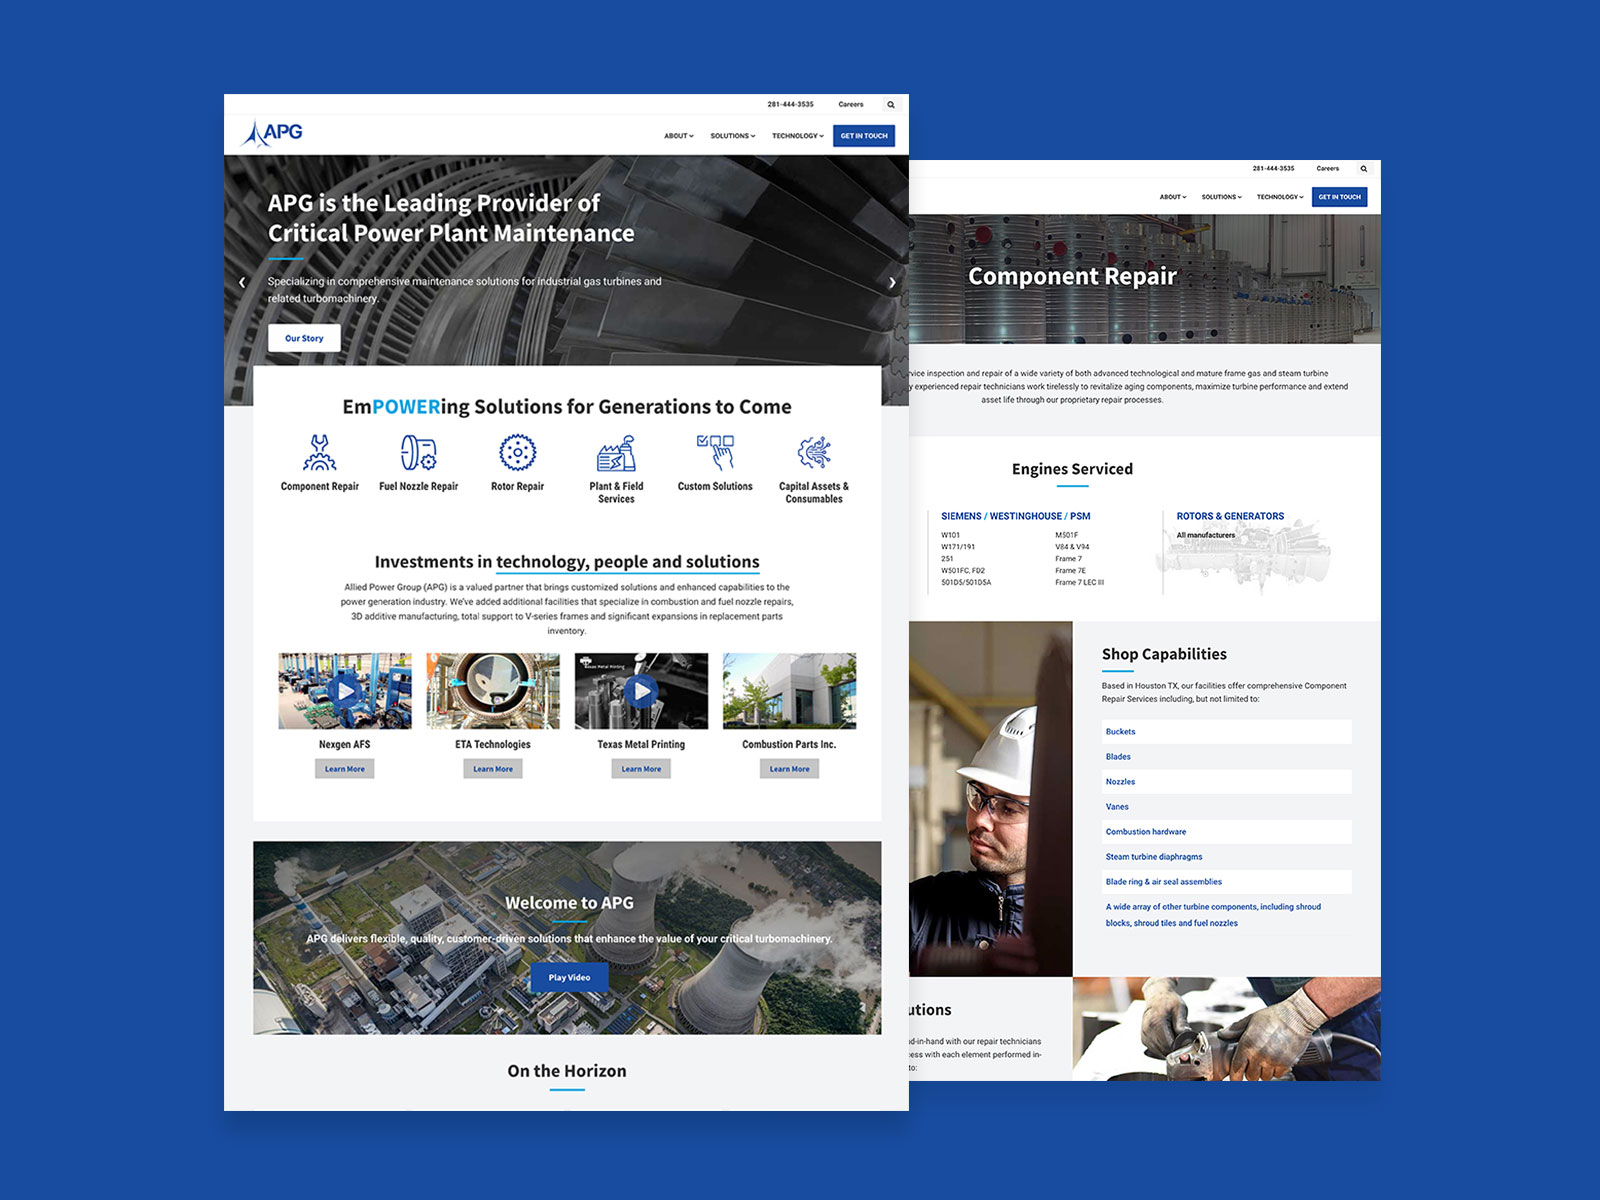 281-444-3535 Careers
APG
ABOUT SOLUTIONS TECHNOLOGY GET IN TOUCH
APG is the Leading Provider of
Critical Power Plant Maintenance
Specializing in comprehensive maintenance solutions for industrial gas turbines and
related turbomachinery.
Our Story
EmPOWERing Solutions for Generations to Come
Component Repair
Fuel Nozzle Repair
Rotor Repair
Plant & Field
Services
Custom Solutions
Capital Assets &
Consumables
Investments in technology, people and solutions
Allied Power Group (APG) is a valued partner that brings customized solutions and enhanced capabilities to the
power generation industry. We've added additional facilities that specialize in combustion and fuel nozzle repairs,
3D additive manufacturing, total support to V-series frames and significant expansions in replacement parts
inventory.
Texas Metal Printing
Nexgen AFS
Learn More
ETA Technologies
Learn More
Texas Metal Printing
Learn More
Combustion Parts Inc.
Learn More
Welcome to APG
APG delivers flexible, quality, customer-driven solutions that enhance the value of your critical turbomachinery.
Play Video
On the Horizon
281-444-3535 Careers
ABOUT SOLUTIONS TECHNOLOGY GET IN TOUCH
Component Repair
rvice inspection and repair of a wide variety of both advanced technological and mature frame gas and steam turbine
y experienced repair technicians work tirelessly to revitalize aging components, maximize turbine performance and extend
asset life through our proprietary repair processes.
Engines Serviced
SIEMENS / WESTINGHOUSE / PSM
W101
W171/191
251
W501FC, FD2
501D5/501D5A
M501F
V84 & V94
Frame 7
Frame 7E
Frame 7 LEC III
ROTORS & GENERATORS
All manufacturers
Shop Capabilities
Based in Houston TX, our facilities offer comprehensive Component
Repair Services including, but not limited to:
Buckets
Blades
Nozzles
Vanes
Combustion hardware
Steam turbine diaphragms
Blade ring & air seal assemblies
A wide array of other turbine components, including shroud
blocks, shroud tiles and fuel nozzles
utions
d-in-hand with our repair technicians
cess with each element performed in-
to: